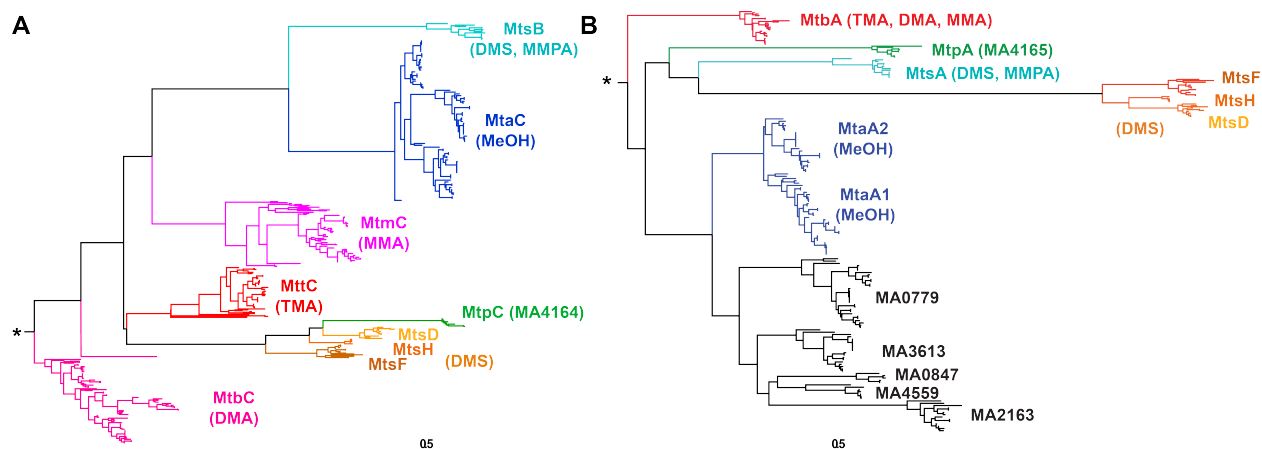 A
MtsB
(DMS, MMPA)
MtaC
(MeOH)
MtmC
(MMA)
MttC
(TMA)
MtpC (MA4164)
MtsD
MtsH
(DMS)
MtsF
MtbC
(DMA)
*
0.5
B
MtbA (TMA, DMA, MMA)
MtpA (MA4165)
MtsA (DMS, MMPA)
*
MtsF
MtsH
(DMS)
MtsD
MtaA2
(MeOH)
MtaA1
(MeOH)
MA0779
MA3613
MA0847
MA4559
MA2163
0.5